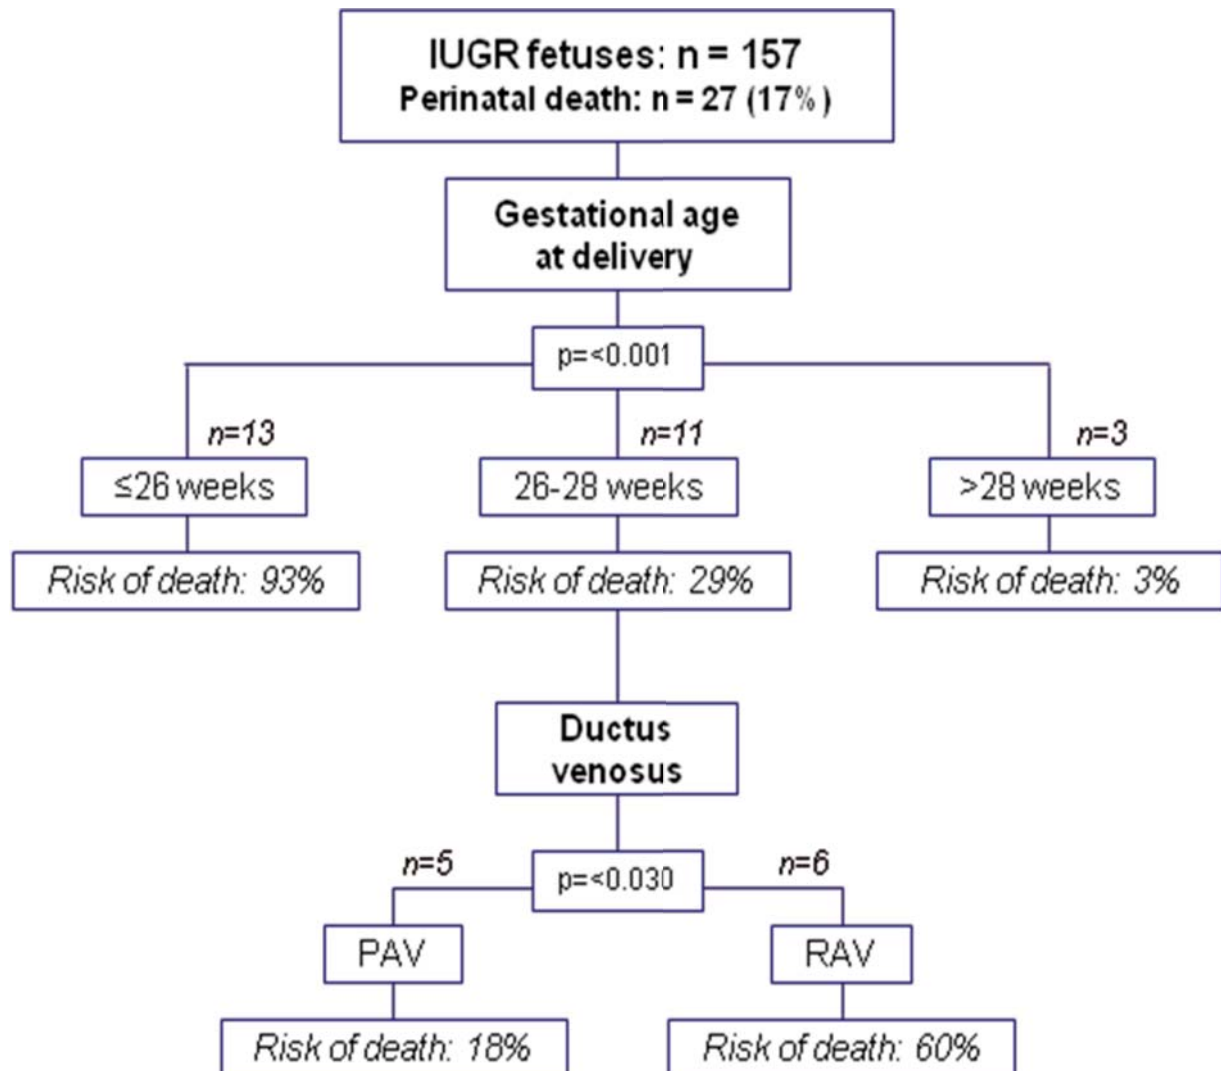 IUGR fetuses: n = 157
Perinatal death: n = 27 (17%)
Gestational age
at delivery
p=<0.001
n=13
n=11
n=3
≤26 weeks
26-28 weeks
>28 weeks
Risk of death: 93%
Risk of death: 29%
Risk of death: 3%
Ductus
venosus
n=5
p=<0.030
n=6
PAV
RAV
Risk of death: 18%
Risk of death: 60%